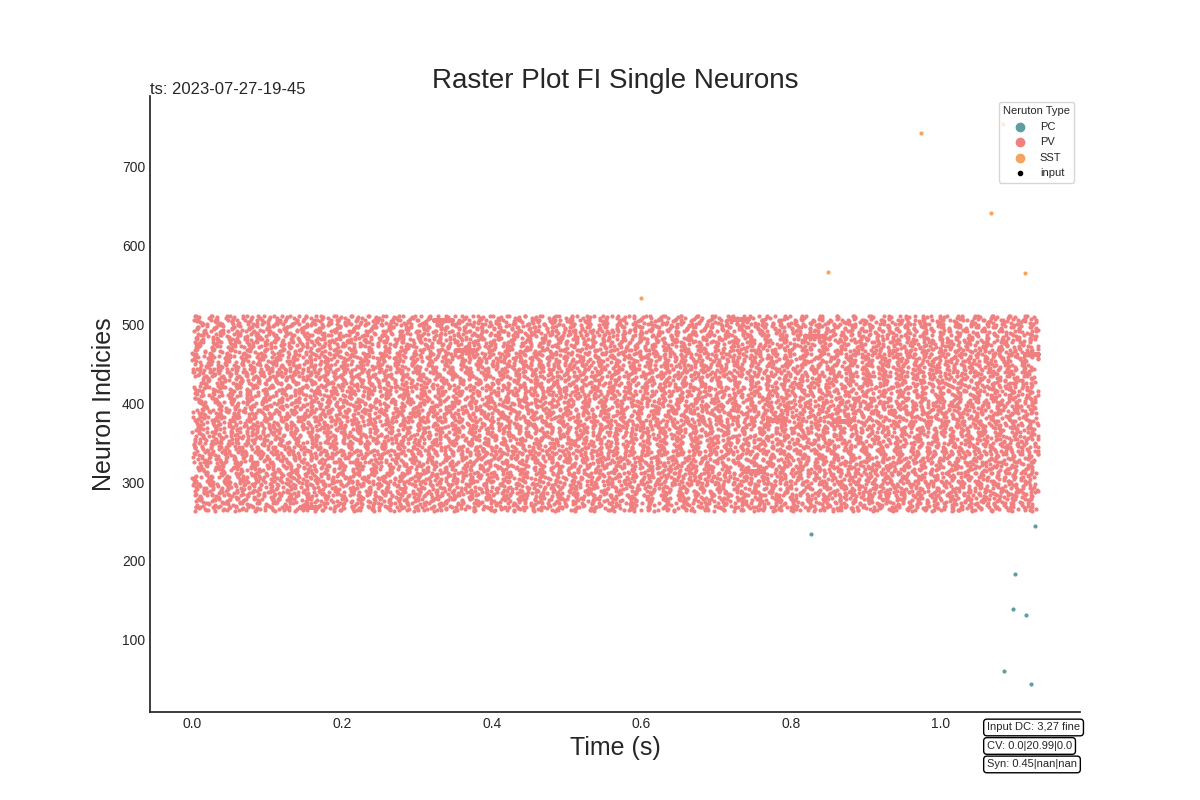 Raster Plot FI Single Neurons
ts: 2023-07-27-19-45
Neruton Type
PC
PV
SST
input
700
600
500
400
300
200
100
Neuron Indicies
0.0 0.2 0.4 0.6 0.8 1.0
Time (s)
Input DC: 3,27 fine
CV: 0.0|20.99|0.0
Syn: 0.45|nan|nan